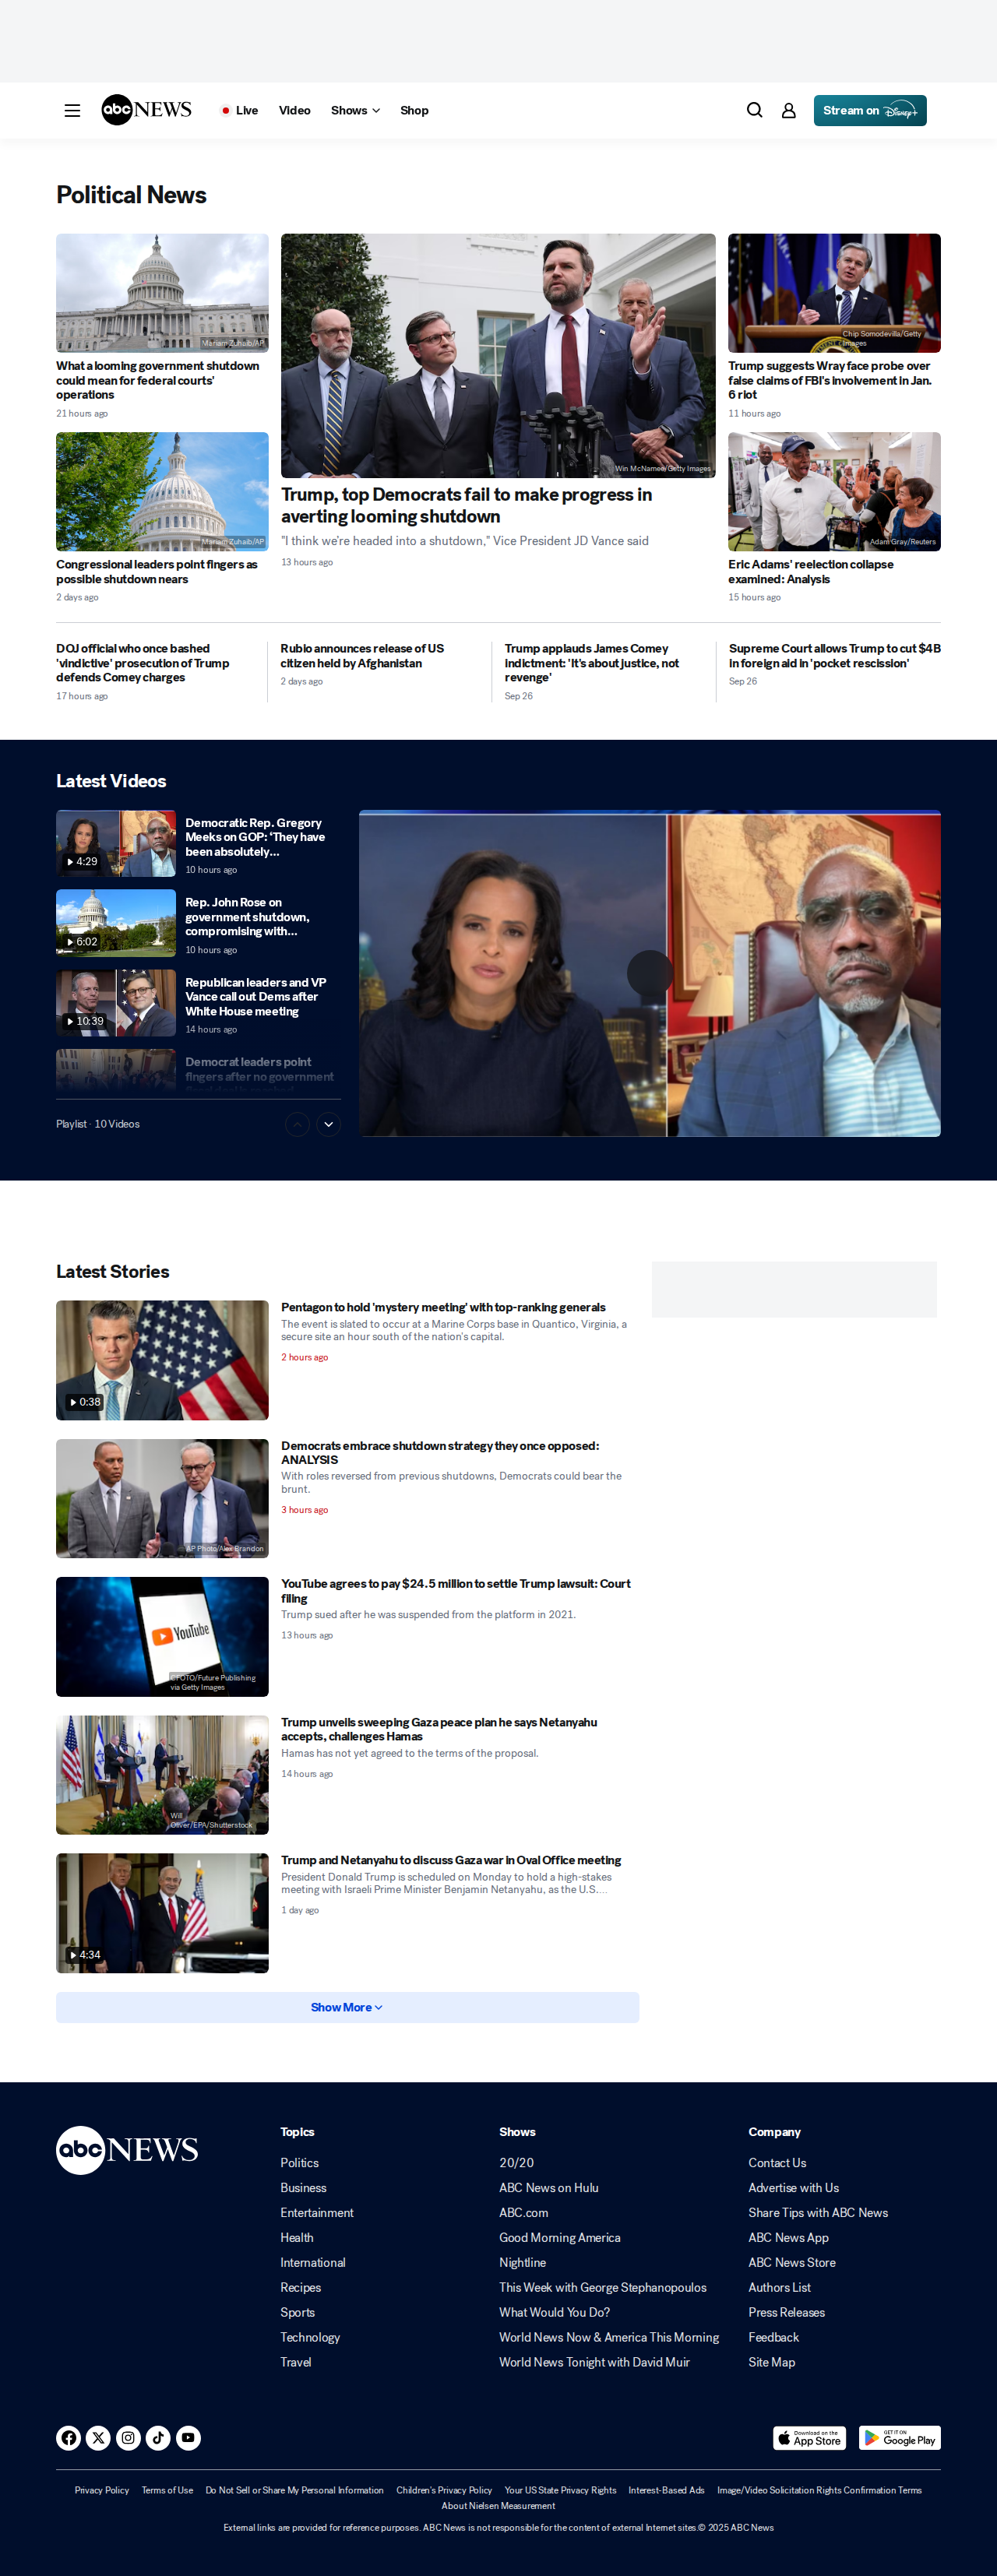 abc NEWS
Live
Video
Shows
Shop
Stream on Disney+
Political News
Mariam Zuhaib/AP
What a looming government shutdown
could mean for federal courts'
operations
21 hours ago
Mariam Zuhaib/AP
Congressional leaders point fingers as
possible shutdown nears
2 days ago
Win McNamee/Getty Images
Trump, top Democrats fail to make progress in
averting looming shutdown
"I think we're headed into a shutdown," Vice President JD Vance said
13 hours ago
Chip Somodevilla/Getty
Images
Trump suggests Wray face probe over
false claims of FBI's involvement in Jan.
6 riot
11 hours ago
Adam Gray/Reuters
Eric Adams' reelection collapse
examined: Analysis
15 hours ago
DOJ official who once bashed
'vindictive' prosecution of Trump
defends Comey charges
17 hours ago
Rubio announces release of US
citizen held by Afghanistan
2 days ago
Trump applauds James Comey
indictment: 'It's about justice, not
revenge'
Sep 26
Supreme Court allows Trump to cut $4B
in foreign aid in 'pocket rescission'
Sep 26
Latest Videos
4:29
Democratic Rep. Gregory
Meeks on GOP: 'They have
been absolutely...
10 hours ago
6:02
Rep. John Rose on
government shutdown,
compromising with...
10 hours ago
10:39
Republican leaders and VP
Vance call out Dems after
White House meeting
14 hours ago
Democrat leaders point
fingers after no government
Playlist · 10 Videos
Latest Stories
0:38
Pentagon to hold 'mystery meeting' with top-ranking generals
The event is slated to occur at a Marine Corps base in Quantico, Virginia, a
secure site an hour south of the nation's capital.
2 hours ago
AP Photo/Alex Brandon
Democrats embrace shutdown strategy they once opposed:
ANALYSIS
With roles reversed from previous shutdowns, Democrats could bear the
brunt.
3 hours ago
YouTube
CFOTO/Future Publishing
via Getty Images
YouTube agrees to pay $24.5 million to settle Trump lawsuit: Court
filing
Trump sued after he was suspended from the platform in 2021.
13 hours ago
Will
Oliver/EPA/Shutterstock
Trump unveils sweeping Gaza peace plan he says Netanyahu
accepts, challenges Hamas
Hamas has not yet agreed to the terms of the proposal.
14 hours ago
4:34
Trump and Netanyahu to discuss Gaza war in Oval Office meeting
President Donald Trump is scheduled on Monday to hold a high-stakes
meeting with Israeli Prime Minister Benjamin Netanyahu, as the U.S....
1 day ago
Show More
abc NEWS
Topics
Politics
Business
Entertainment
Health
International
Recipes
Sports
Technology
Travel
Shows
20/20
ABC News on Hulu
ABC.com
Good Morning America
Nightline
This Week with George Stephanopoulos
What Would You Do?
World News Now & America This Morning
World News Tonight with David Muir
Company
Contact Us
Advertise with Us
Share Tips with ABC News
ABC News App
ABC News Store
Authors List
Press Releases
Feedback
Site Map
Download on the
App Store
GET IT ON
Google Play
Privacy Policy
Terms of Use
Do Not Sell or Share My Personal Information
Children's Privacy Policy
Your US State Privacy Rights
Interest-Based Ads
Image/Video Solicitation Rights Confirmation Terms
About Nielsen Measurement
External links are provided for reference purposes. ABC News is not responsible for the content of external Internet sites.© 2025 ABC News